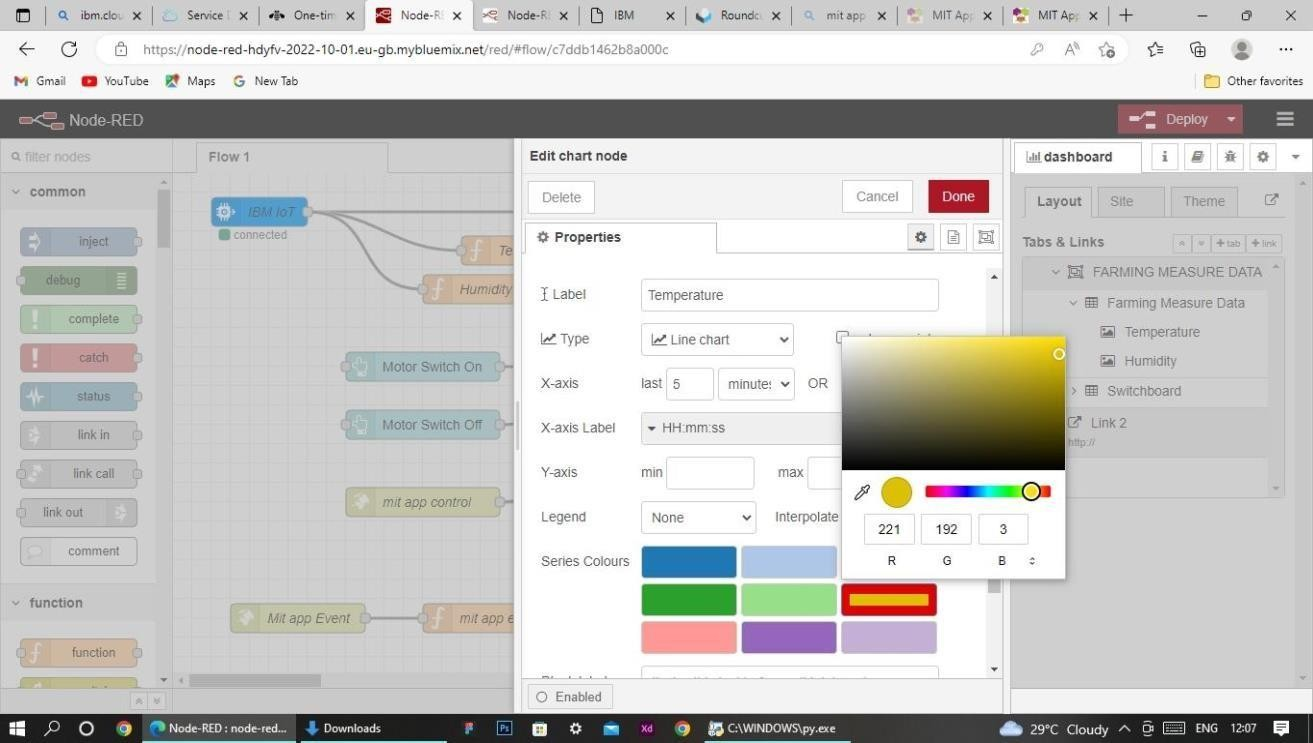 ibm.clou
Service D
One-tim
Node-RE
Node-RE
IBM
Roundcu
mit app
MIT App
MIT App
https://node-red-hdyfv-2022-10-01.eu-gb.mybluemix.net/red/#flow/c7ddb1462b8a000c
Gmail YouTube Maps New Tab Other favorites
Node-RED Deploy
filter nodes Flow 1 Edit chart node dashboard
common
Delete Cancel Done
Layout Site Theme
IBM IoT
connected
Properties
Tabs & Links +tab +link
inject
debug
complete
catch
status
link in
link call
link out
comment
function
function
Te
Humidity
Motor Switch On
Motor Switch Off
mit app control
Mit app Event mit app e
Label Temperature
Type Line chart
X-axis last 5 minutes OR
X-axis Label HH:mm:ss
Y-axis min max
Legend None Interpolate
Series Colours
221 192 3
R G B
Enabled
FARMING MEASURE DATA
Farming Measure Data
Temperature
Humidity
Switchboard
Link 2
http://
Node-RED : node-red... Downloads Ps Xd C:\WINDOWS\py.exe 29°C Cloudy ENG 12:07